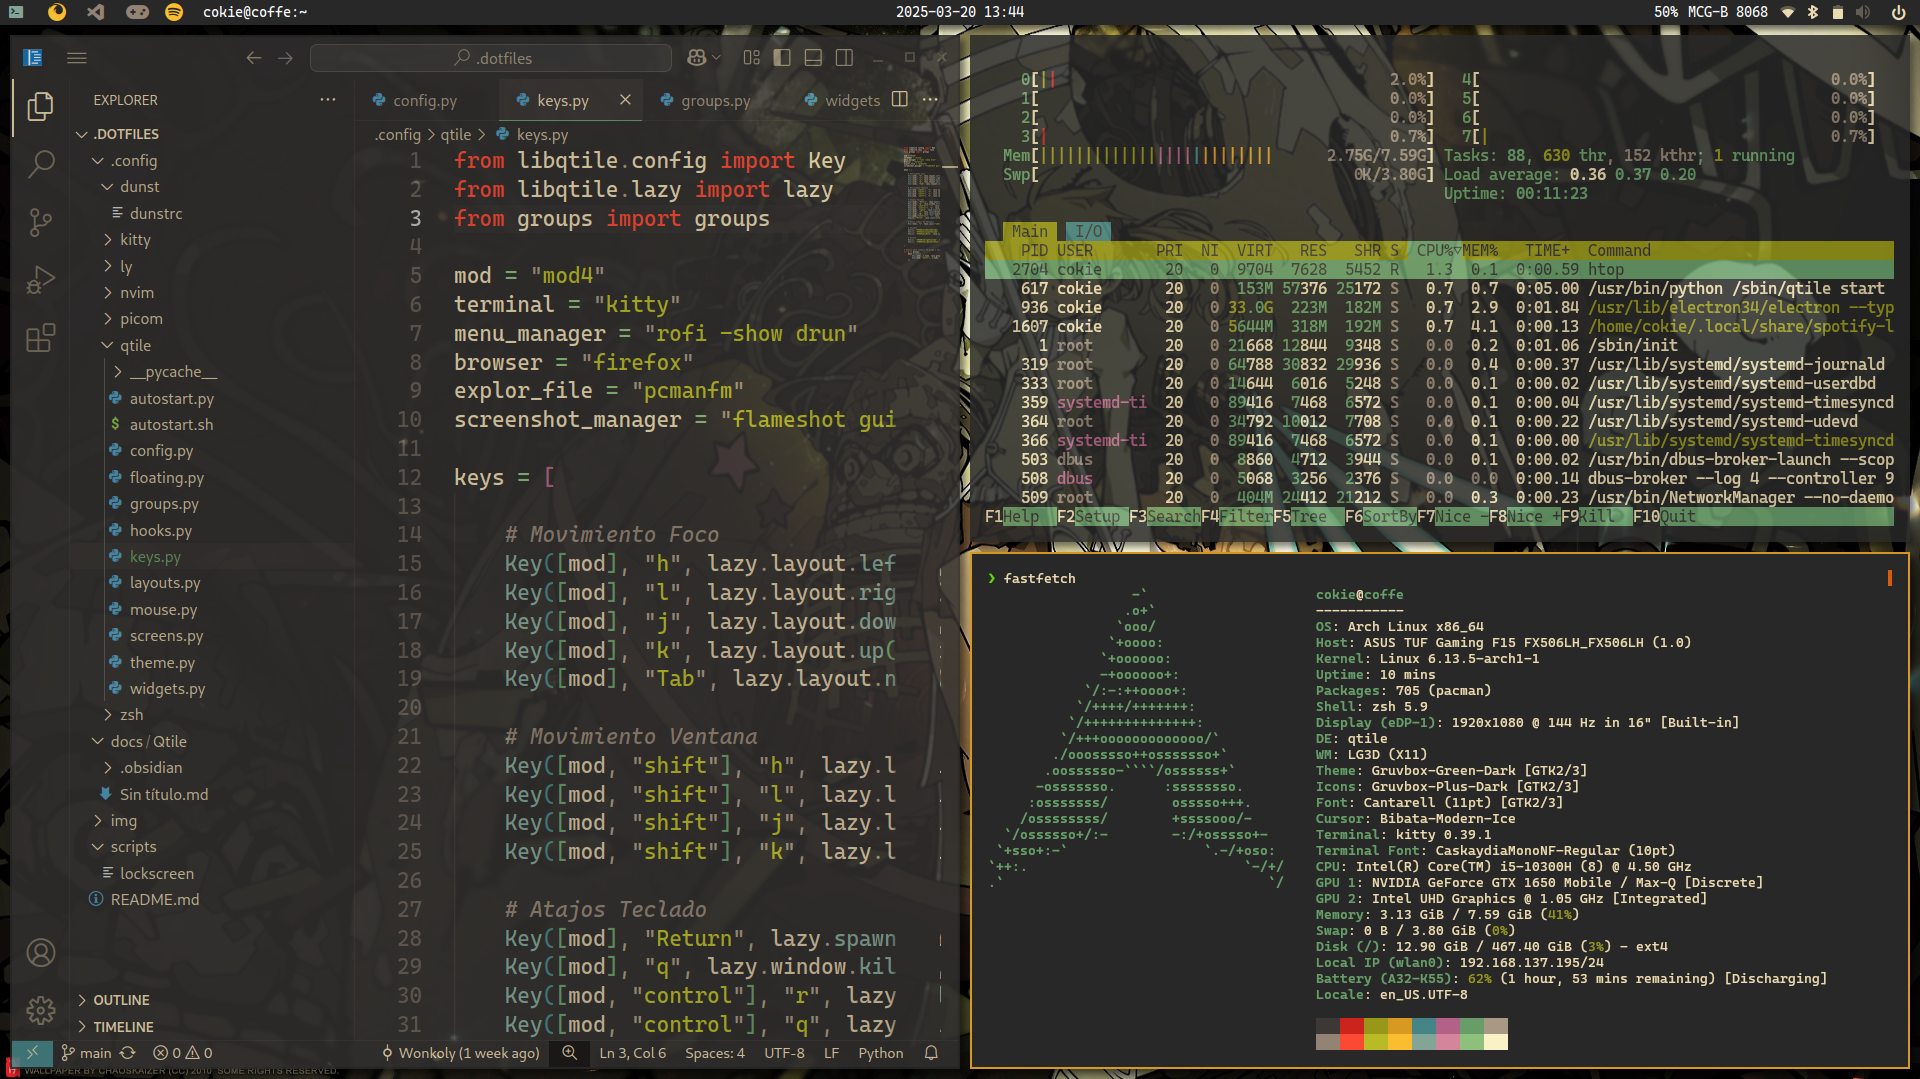 cokie@coffe:~
2025-03-20 13:44
50% MCG-B 8068
.dotfiles
EXPLORER
.DOTFILES
.config
dunst
dunstrc
kitty
ly
nvim
picom
qtile
__pycache__
autostart.py
autostart.sh
config.py
floating.py
groups.py
hooks.py
keys.py
layouts.py
mouse.py
screens.py
theme.py
widgets.py
zsh
docs/Qtile
.obsidian
Sin título.md
img
scripts
lockscreen
README.md
OUTLINE
TIMELINE
config.py keys.py groups.py widgets
.config > qtile > keys.py
1 from libqtile.config import Key
2 from libqtile.lazy import lazy
3 from groups import groups
4
5 mod = "mod4"
6 terminal = "kitty"
7 menu_manager = "rofi -show drun"
8 browser = "firefox"
9 explor_file = "pcmanfm"
10 screenshot_manager = "flameshot gui
11
12 keys = [
13
14 # Movimiento Foco
15 Key([mod], "h", lazy.layout.lef
16 Key([mod], "l", lazy.layout.rig
17 Key([mod], "j", lazy.layout.dow
18 Key([mod], "k", lazy.layout.up(
19 Key([mod], "Tab", lazy.layout.n
20
21 # Movimiento Ventana
22 Key([mod, "shift"], "h", lazy.l
23 Key([mod, "shift"], "l", lazy.l
24 Key([mod, "shift"], "j", lazy.l
25 Key([mod, "shift"], "k", lazy.l
26
27 # Atajos Teclado
28 Key([mod], "Return", lazy.spawn
29 Key([mod], "q", lazy.window.kil
30 Key([mod, "control"], "r", lazy
31 Key([mod, "control"], "q", lazy
main 0 0 Wonkoly (1 week ago) Ln 3, Col 6 Spaces: 4 UTF-8 LF Python
WALLPAPER BY CHAOSKAIZER (CC) 2010 SOME RIGHTS RESERVED.
0[|| 2.0%] 4[ 0.0%]
1[ 0.0%] 5[ 0.0%]
2[ 0.0%] 6[ 0.0%]
3[| 0.7%] 7[| 0.7%]
Mem[||||||||||||||||||||||||||2.75G/7.59G] Tasks: 88, 630 thr, 152 kthr; 1 running
Swp[ 0K/3.80G] Load average: 0.36 0.37 0.20
Uptime: 00:11:23
Main I/O
PID USER PRI NI VIRT RES SHR S CPU%▽MEM% TIME+ Command
2704 cokie 20 0 9704 7628 5452 R 1.3 0.1 0:00.59 htop
617 cokie 20 0 153M 57376 25172 S 0.7 0.7 0:05.00 /usr/bin/python /sbin/qtile start
936 cokie 20 0 33.0G 223M 182M S 0.7 2.9 0:01.84 /usr/lib/electron34/electron --typ
1607 cokie 20 0 5644M 318M 192M S 0.7 4.1 0:00.13 /home/cokie/.local/share/spotify-l
1 root 20 0 21668 12844 9348 S 0.0 0.2 0:01.06 /sbin/init
319 root 20 0 64788 30832 29936 S 0.0 0.4 0:00.37 /usr/lib/systemd/systemd-journald
333 root 20 0 14644 6016 5248 S 0.0 0.1 0:00.02 /usr/lib/systemd/systemd-userdbd
359 systemd-ti 20 0 89416 7468 6572 S 0.0 0.1 0:00.04 /usr/lib/systemd/systemd-timesyncd
364 root 20 0 34792 10012 7708 S 0.0 0.1 0:00.22 /usr/lib/systemd/systemd-udevd
366 systemd-ti 20 0 89416 7468 6572 S 0.0 0.1 0:00.00 /usr/lib/systemd/systemd-timesyncd
503 dbus 20 0 8860 4712 3944 S 0.0 0.1 0:00.02 /usr/bin/dbus-broker-launch --scop
508 dbus 20 0 5068 3256 2376 S 0.0 0.0 0:00.14 dbus-broker --log 4 --controller 9
509 root 20 0 404M 24412 21212 S 0.0 0.3 0:00.23 /usr/bin/NetworkManager --no-daemo
F1Help F2Setup F3SearchF4FilterF5Tree F6SortByF7Nice -F8Nice +F9Kill F10Quit
❯ fastfetch
cokie@coffe
-----------
OS: Arch Linux x86_64
Host: ASUS TUF Gaming F15 FX506LH_FX506LH (1.0)
Kernel: Linux 6.13.5-arch1-1
Uptime: 10 mins
Packages: 705 (pacman)
Shell: zsh 5.9
Display (eDP-1): 1920x1080 @ 144 Hz in 16" [Built-in]
DE: qtile
WM: LG3D (X11)
Theme: Gruvbox-Green-Dark [GTK2/3]
Icons: Gruvbox-Plus-Dark [GTK2/3]
Font: Cantarell (11pt) [GTK2/3]
Cursor: Bibata-Modern-Ice
Terminal: kitty 0.39.1
Terminal Font: CaskaydiaMonoNF-Regular (10pt)
CPU: Intel(R) Core(TM) i5-10300H (8) @ 4.50 GHz
GPU 1: NVIDIA GeForce GTX 1650 Mobile / Max-Q [Discrete]
GPU 2: Intel UHD Graphics @ 1.05 GHz [Integrated]
Memory: 3.13 GiB / 7.59 GiB (41%)
Swap: 0 B / 3.80 GiB (0%)
Disk (/): 12.90 GiB / 467.40 GiB (3%) - ext4
Local IP (wlan0): 192.168.137.195/24
Battery (A32-K55): 62% (1 hour, 53 mins remaining) [Discharging]
Locale: en_US.UTF-8